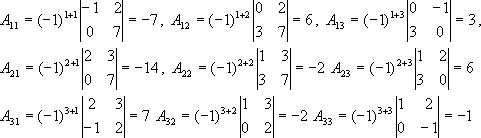 A₁₁ = (−1)¹⁺¹ |−1 2; 0 7| = −7, A₁₂ = (−1)¹⁺² |0 2; 3 7| = 6, A₁₃ = (−1)¹⁺³ |0 −1; 3 0| = 3,
A₂₁ = (−1)²⁺¹ |2 3; 0 7| = −14, A₂₂ = (−1)²⁺² |1 3; 3 7| = −2 A₂₃ = (−1)²⁺³ |1 2; 3 0| = 6
A₃₁ = (−1)³⁺¹ |2 3; −1 2| = 7 A₃₂ = (−1)³⁺² |1 3; 0 2| = −2 A₃₃ = (−1)³⁺³ |1 2; 0 −1| = −1